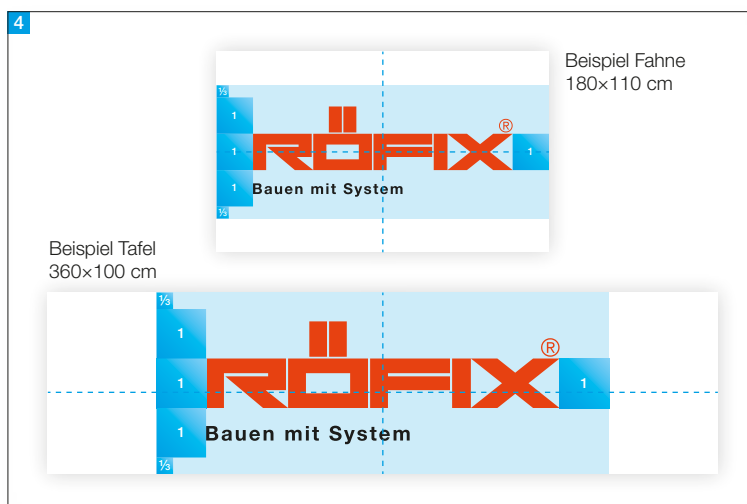 4
Beispiel Fahne
180×110 cm
⅓
1
RÖFIX®
1
1
1
Bauen mit System
⅓
Beispiel Tafel
360×100 cm
⅓
1
RÖFIX®
1
1
1
Bauen mit System
⅓